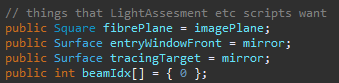 // things that LightAssesment etc scripts want
public Square fibrePlane = imagePlane;
public Surface entryWindowFront = mirror;
public Surface tracingTarget = mirror;
public int beamIdx[] = { 0 };